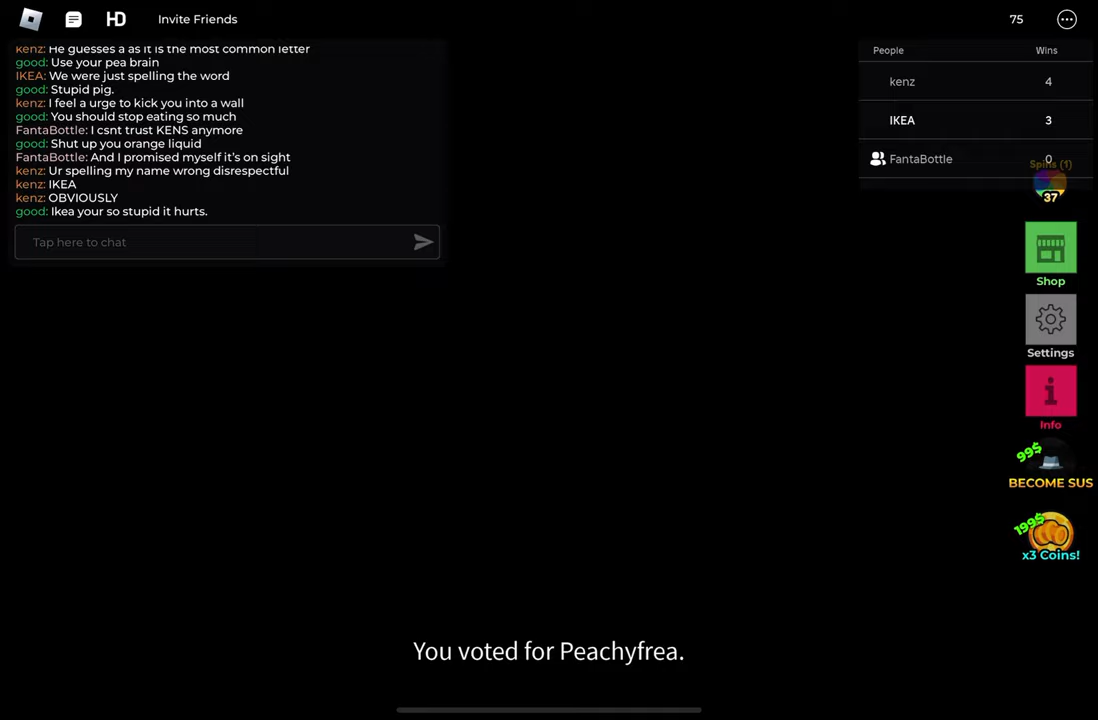 HD
Invite Friends
75
kenz: He guesses a as it is the most common letter
good: Use your pea brain
IKEA: We were just spelling the word
good: Stupid pig.
kenz: I feel a urge to kick you into a wall
good: You should stop eating so much
FantaBottle: I csnt trust KENS anymore
good: Shut up you orange liquid
FantaBottle: And I promised myself it’s on sight
kenz: Ur spelling my name wrong disrespectful
kenz: IKEA
kenz: OBVIOUSLY
good: Ikea your so stupid it hurts.
Tap here to chat
People Wins
kenz 4
IKEA 3
FantaBottle 0
Spins (1)
37
Shop
Settings
Info
99$
BECOME SUS
199$
x3 Coins!
You voted for Peachyfrea.